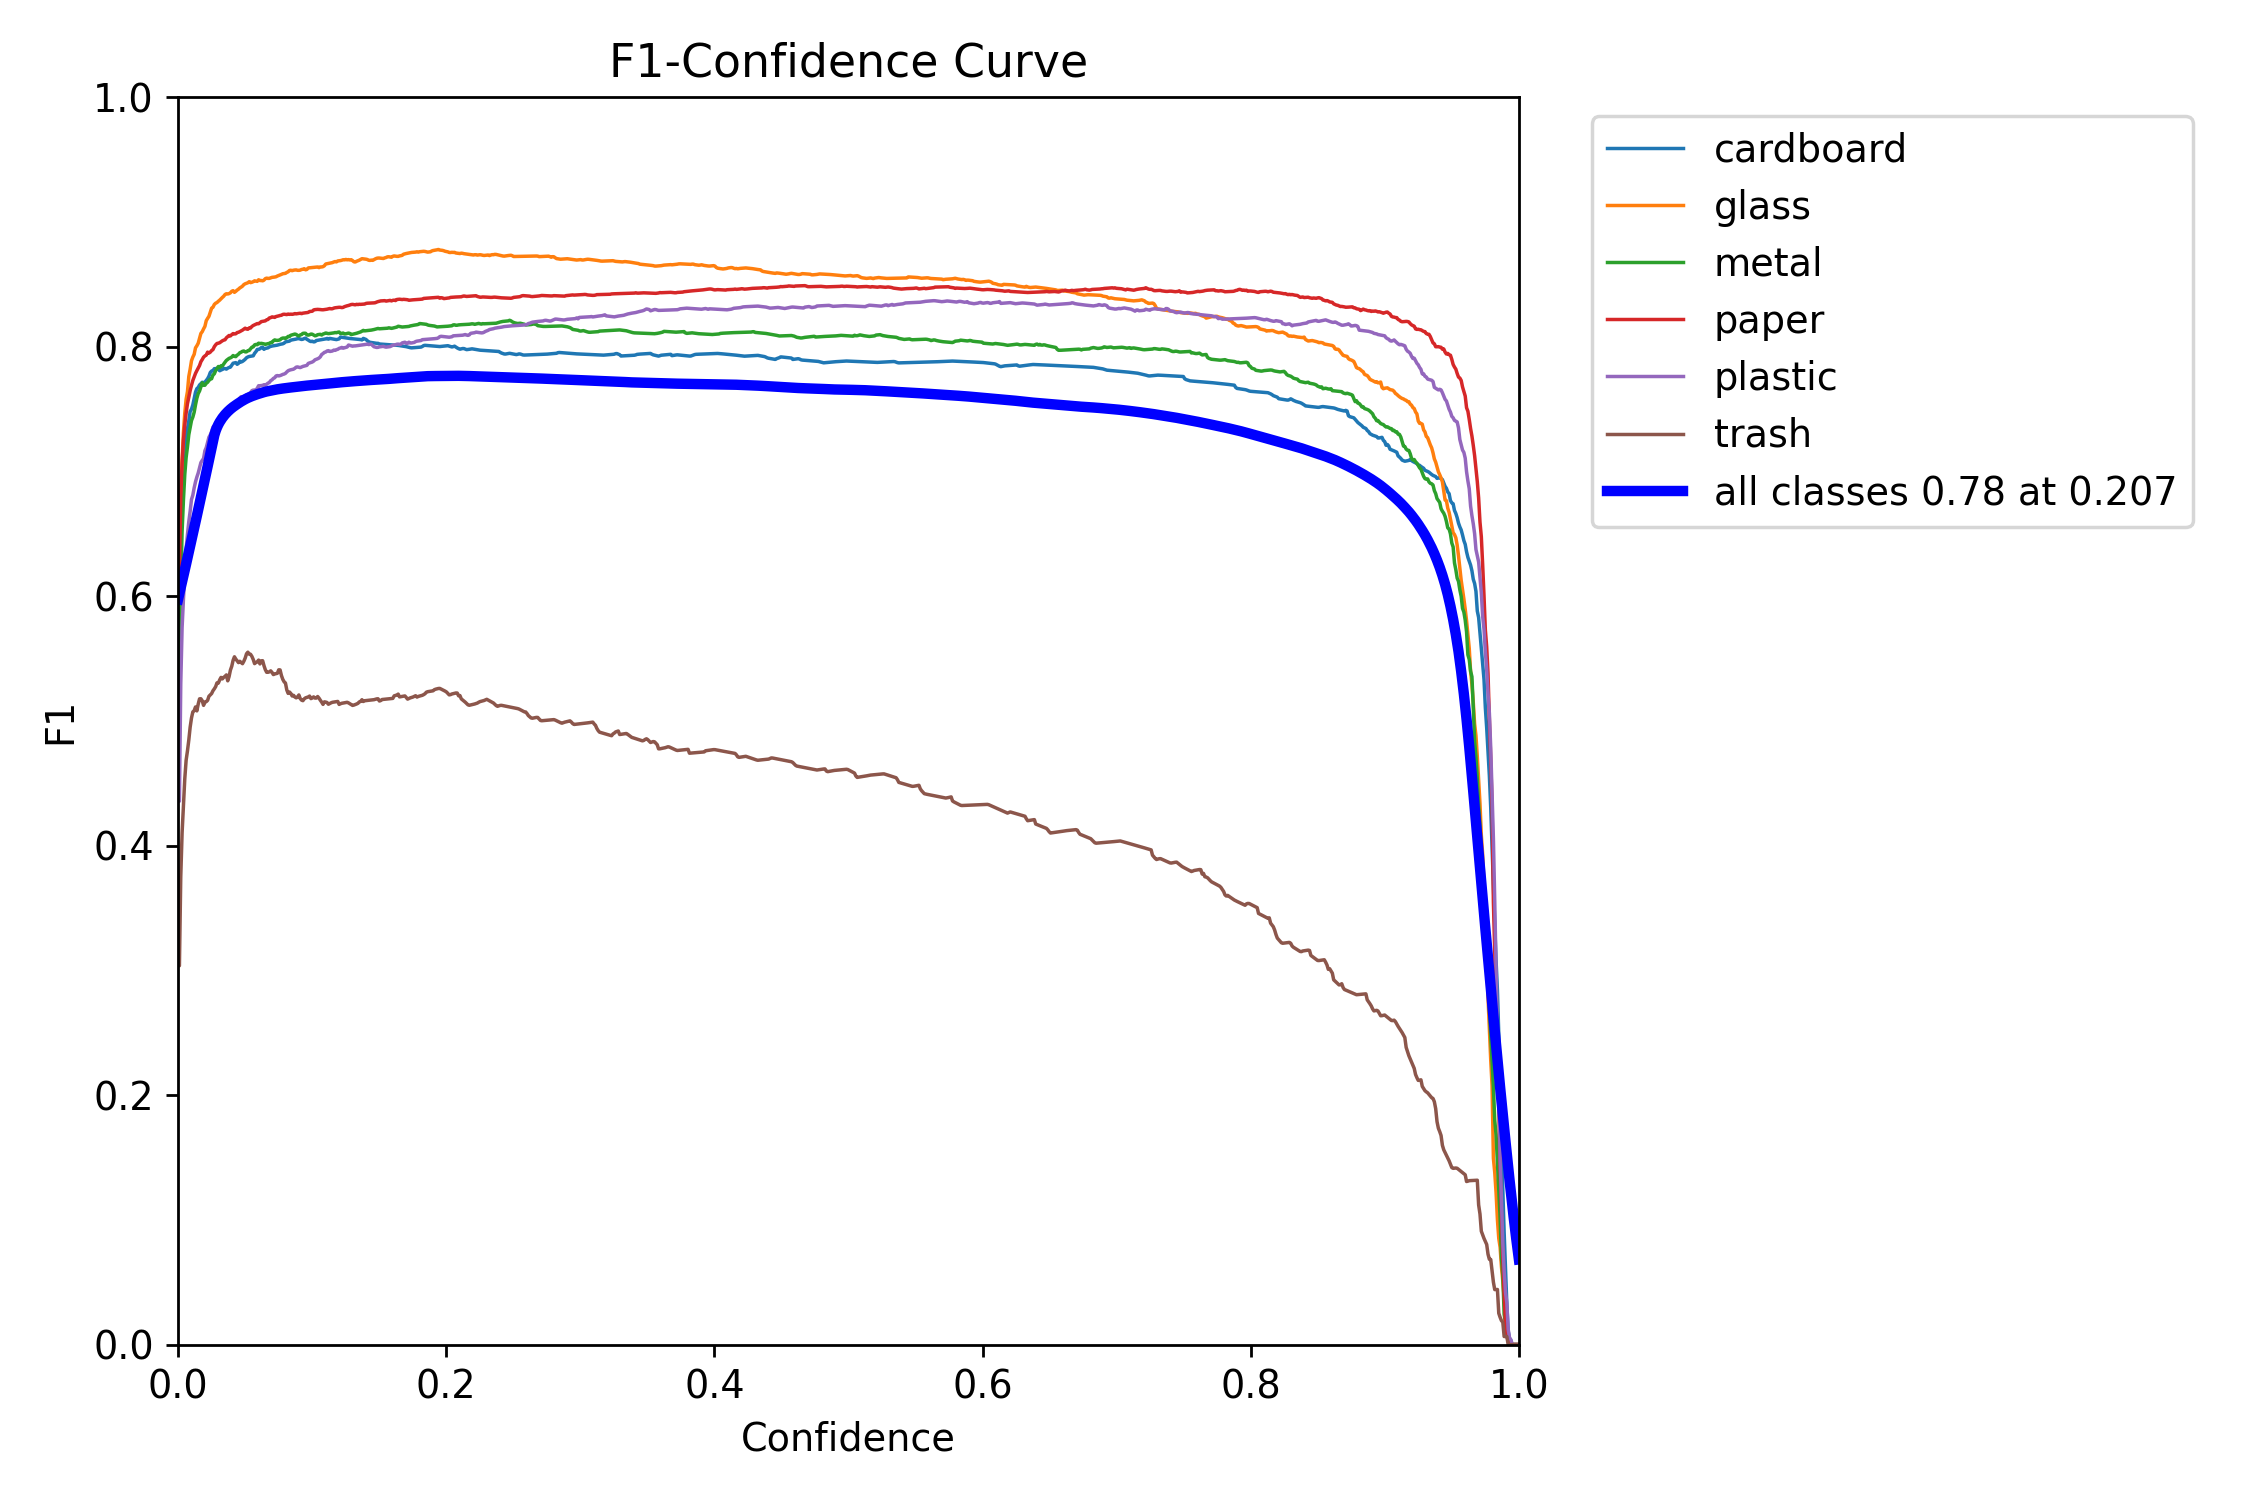 F1-Confidence Curve
1.0
0.8
0.6
0.4
0.2
0.0
F1
0.0 0.2 0.4 0.6 0.8 1.0
Confidence
cardboard
glass
metal
paper
plastic
trash
all classes 0.78 at 0.207